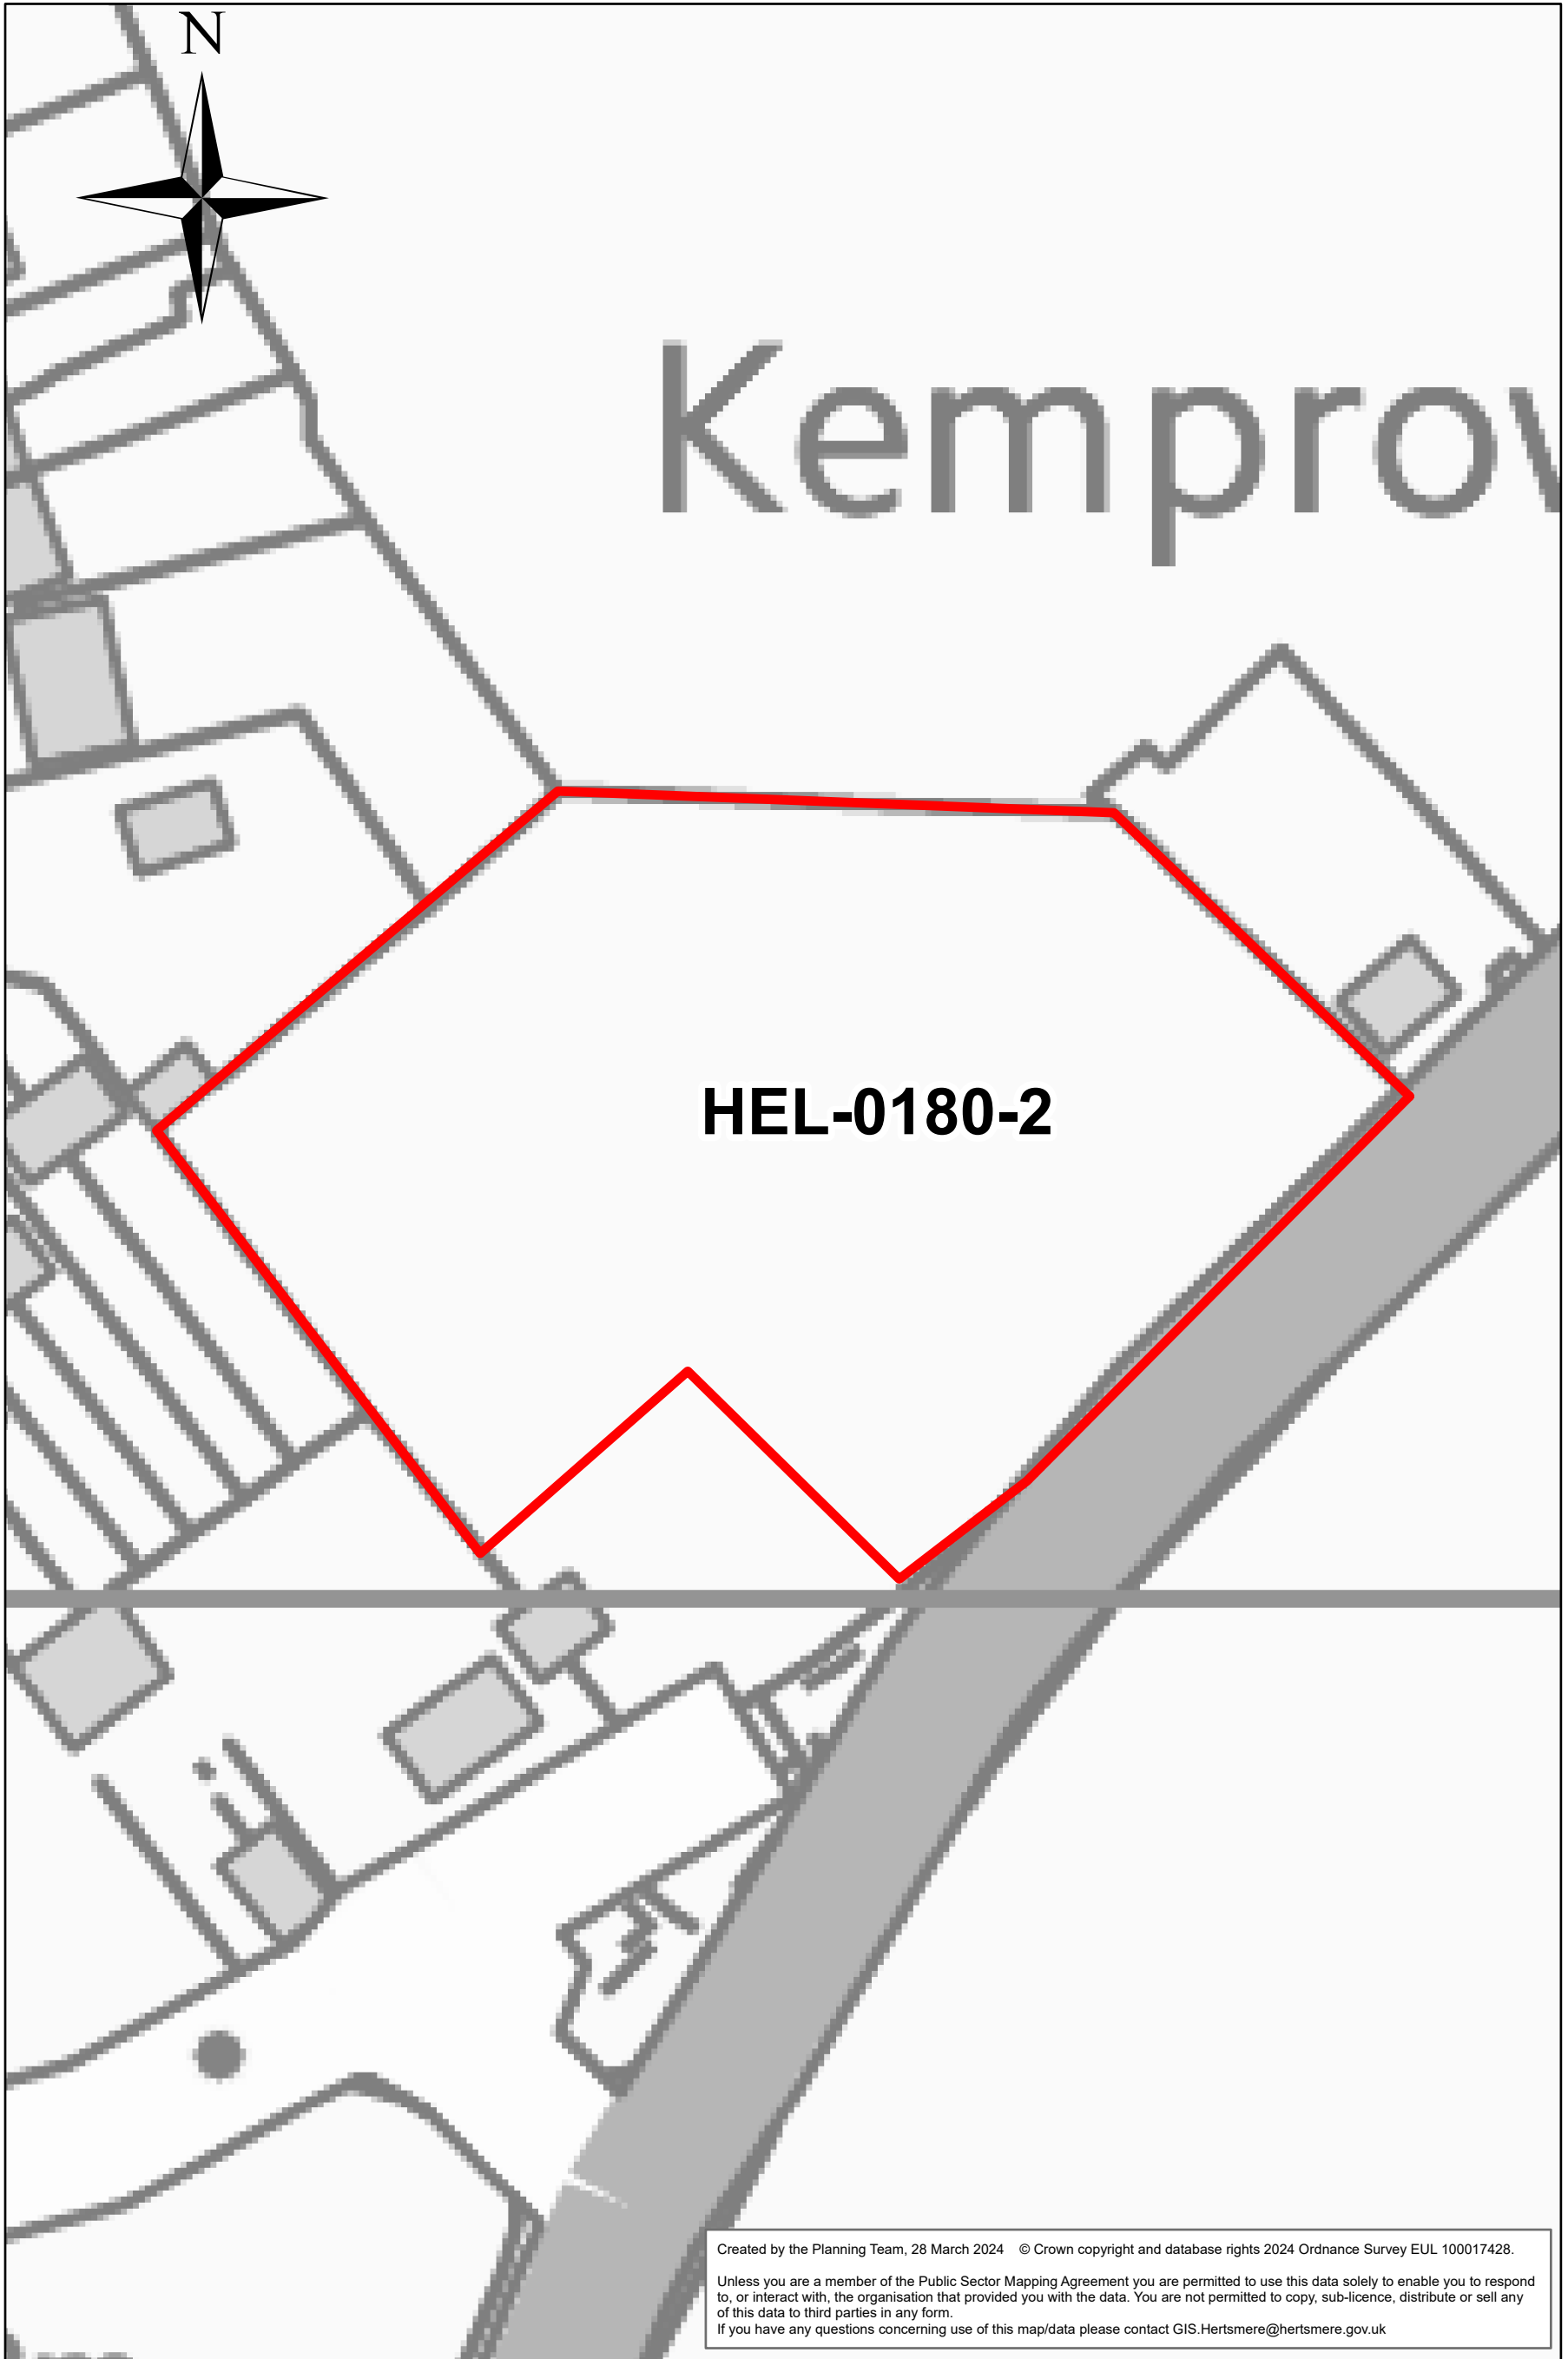 N
Kemprow
HEL-0180-2
Created by the Planning Team, 28 March 2024 © Crown copyright and database rights 2024 Ordnance Survey EUL 100017428.
Unless you are a member of the Public Sector Mapping Agreement you are permitted to use this data solely to enable you to respond
to, or interact with, the organisation that provided you with the data. You are not permitted to copy, sub-licence, distribute or sell any
of this data to third parties in any form.
If you have any questions concerning use of this map/data please contact GIS.Hertsmere@hertsmere.gov.uk